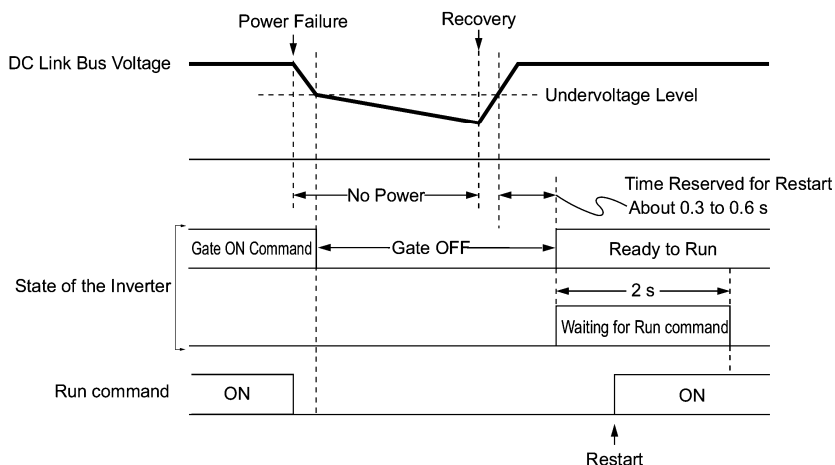 Power Failure
Recovery
DC Link Bus Voltage
Undervoltage Level
No Power
Time Reserved for Restart
About 0.3 to 0.6 s
Gate ON Command
Gate OFF
Ready to Run
State of the Inverter
2 s
Waiting for Run command
Run command
ON
ON
Restart